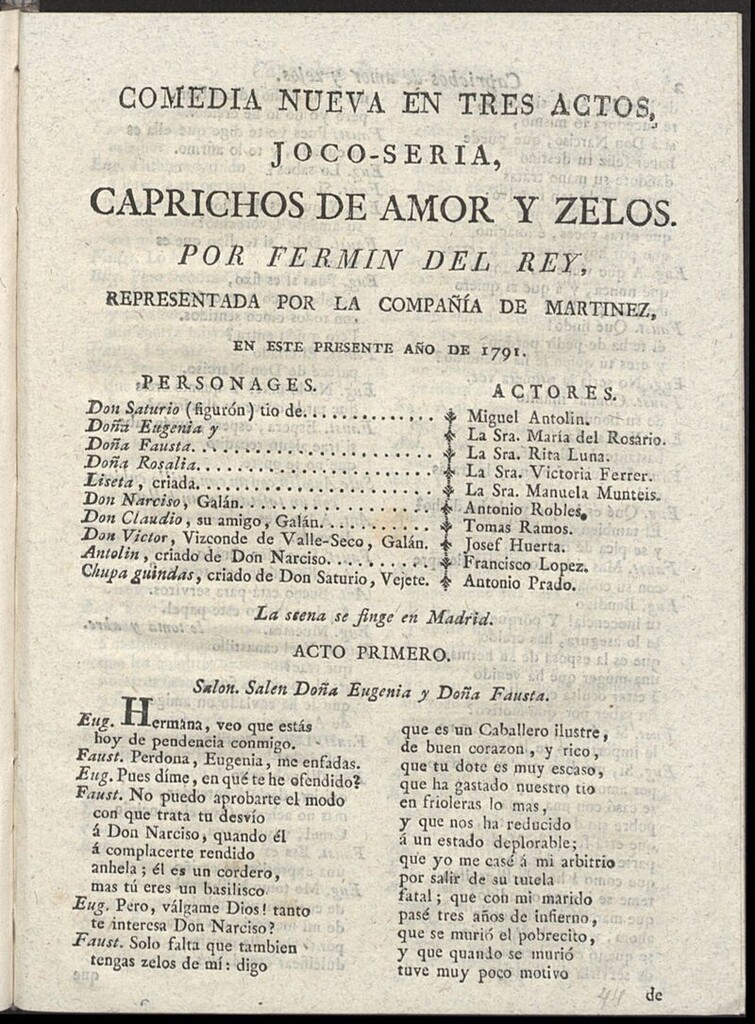 COMEDIA NUEVA EN TRES ACTOS,
JOCO-SERIA,
CAPRICHOS DE AMOR Y ZELOS.
POR FERMIN DEL REY,
REPRESENTADA POR LA COMPAÑÍA DE MARTINEZ,
EN ESTE PRESENTE AÑO DE 1791.
PERSONAGES. ACTORES.
Don Saturio (figurón) tio de. . . . . . . . . . . . Miguel Antolin.
Doña Eugenia y La Sra. María del Rosario.
Doña Fausta. . . . . . . . . . . . . . . . . . . . La Sra. Rita Luna.
Doña Rosalia. . . . . . . . . . . . . . . . . . . . La Sra. Victoria Ferrer.
Liseta, criada. . . . . . . . . . . . . . . . . . . La Sra. Manuela Munteis.
Don Narciso, Galán. . . . . . . . . . . . . . . . . Antonio Robles.
Don Claudio, su amigo, Galán. . . . . . . . . . Tomas Ramos.
Don Victor, Vizconde de Valle-Seco, Galán. Josef Huerta.
Antolin, criado de Don Narciso. . . . . . . . . Francisco Lopez.
Chupa guindas, criado de Don Saturio, Vejete. Antonio Prado.
La scena se finge en Madrid.
ACTO PRIMERO.
Salon. Salen Doña Eugenia y Doña Fausta.
Eug. Hermana, veo que estás
hoy de pendencia conmigo.
Faust. Perdona, Eugenia, me enfadas.
Eug. Pues díme, en qué te he ofendido?
Faust. No puedo aprobarte el modo
con que trata tu desvío
á Don Narciso, quando él
á complacerte rendido
anhela; él es un cordero,
mas tú eres un basilisco.
Eug. Pero, válgame Dios! tanto
te interesa Don Narciso?
Faust. Solo falta que tambien
tengas zelos de mí: digo
que es un Caballero ilustre,
de buen corazon, y rico,
que tu dote es muy escaso,
que ha gastado nuestro tio
en frioleras lo mas,
y que nos ha reducido
á un estado deplorable;
que yo me casé á mi arbitrio
por salir de su tutela
fatal; que con mi marido
pasé tres años de infierno,
que se murió el pobrecito,
y que quando se murió
tuve muy poco motivo
44 de